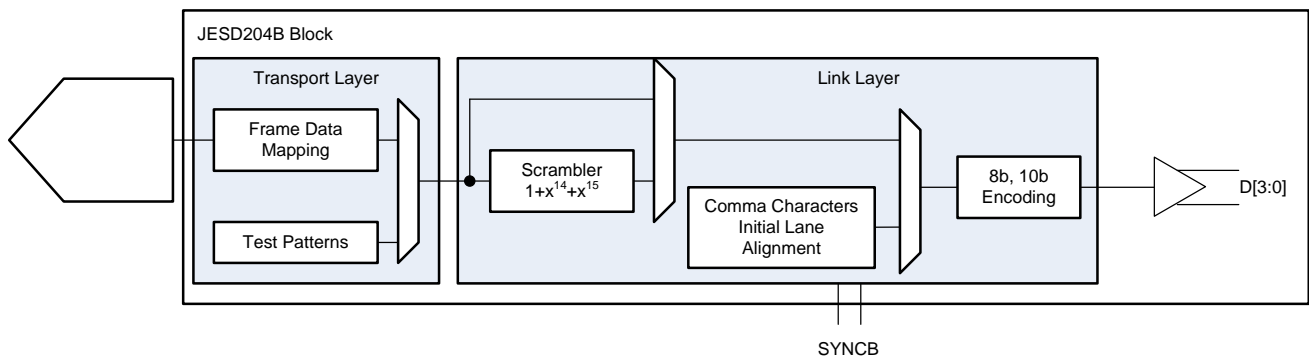 JESD204B Block
Transport Layer
Link Layer
Frame Data
Mapping
Test Patterns
Scrambler
1+x¹⁴+x¹⁵
Comma Characters
Initial Lane
Alignment
8b, 10b
Encoding
D[3:0]
SYNCB